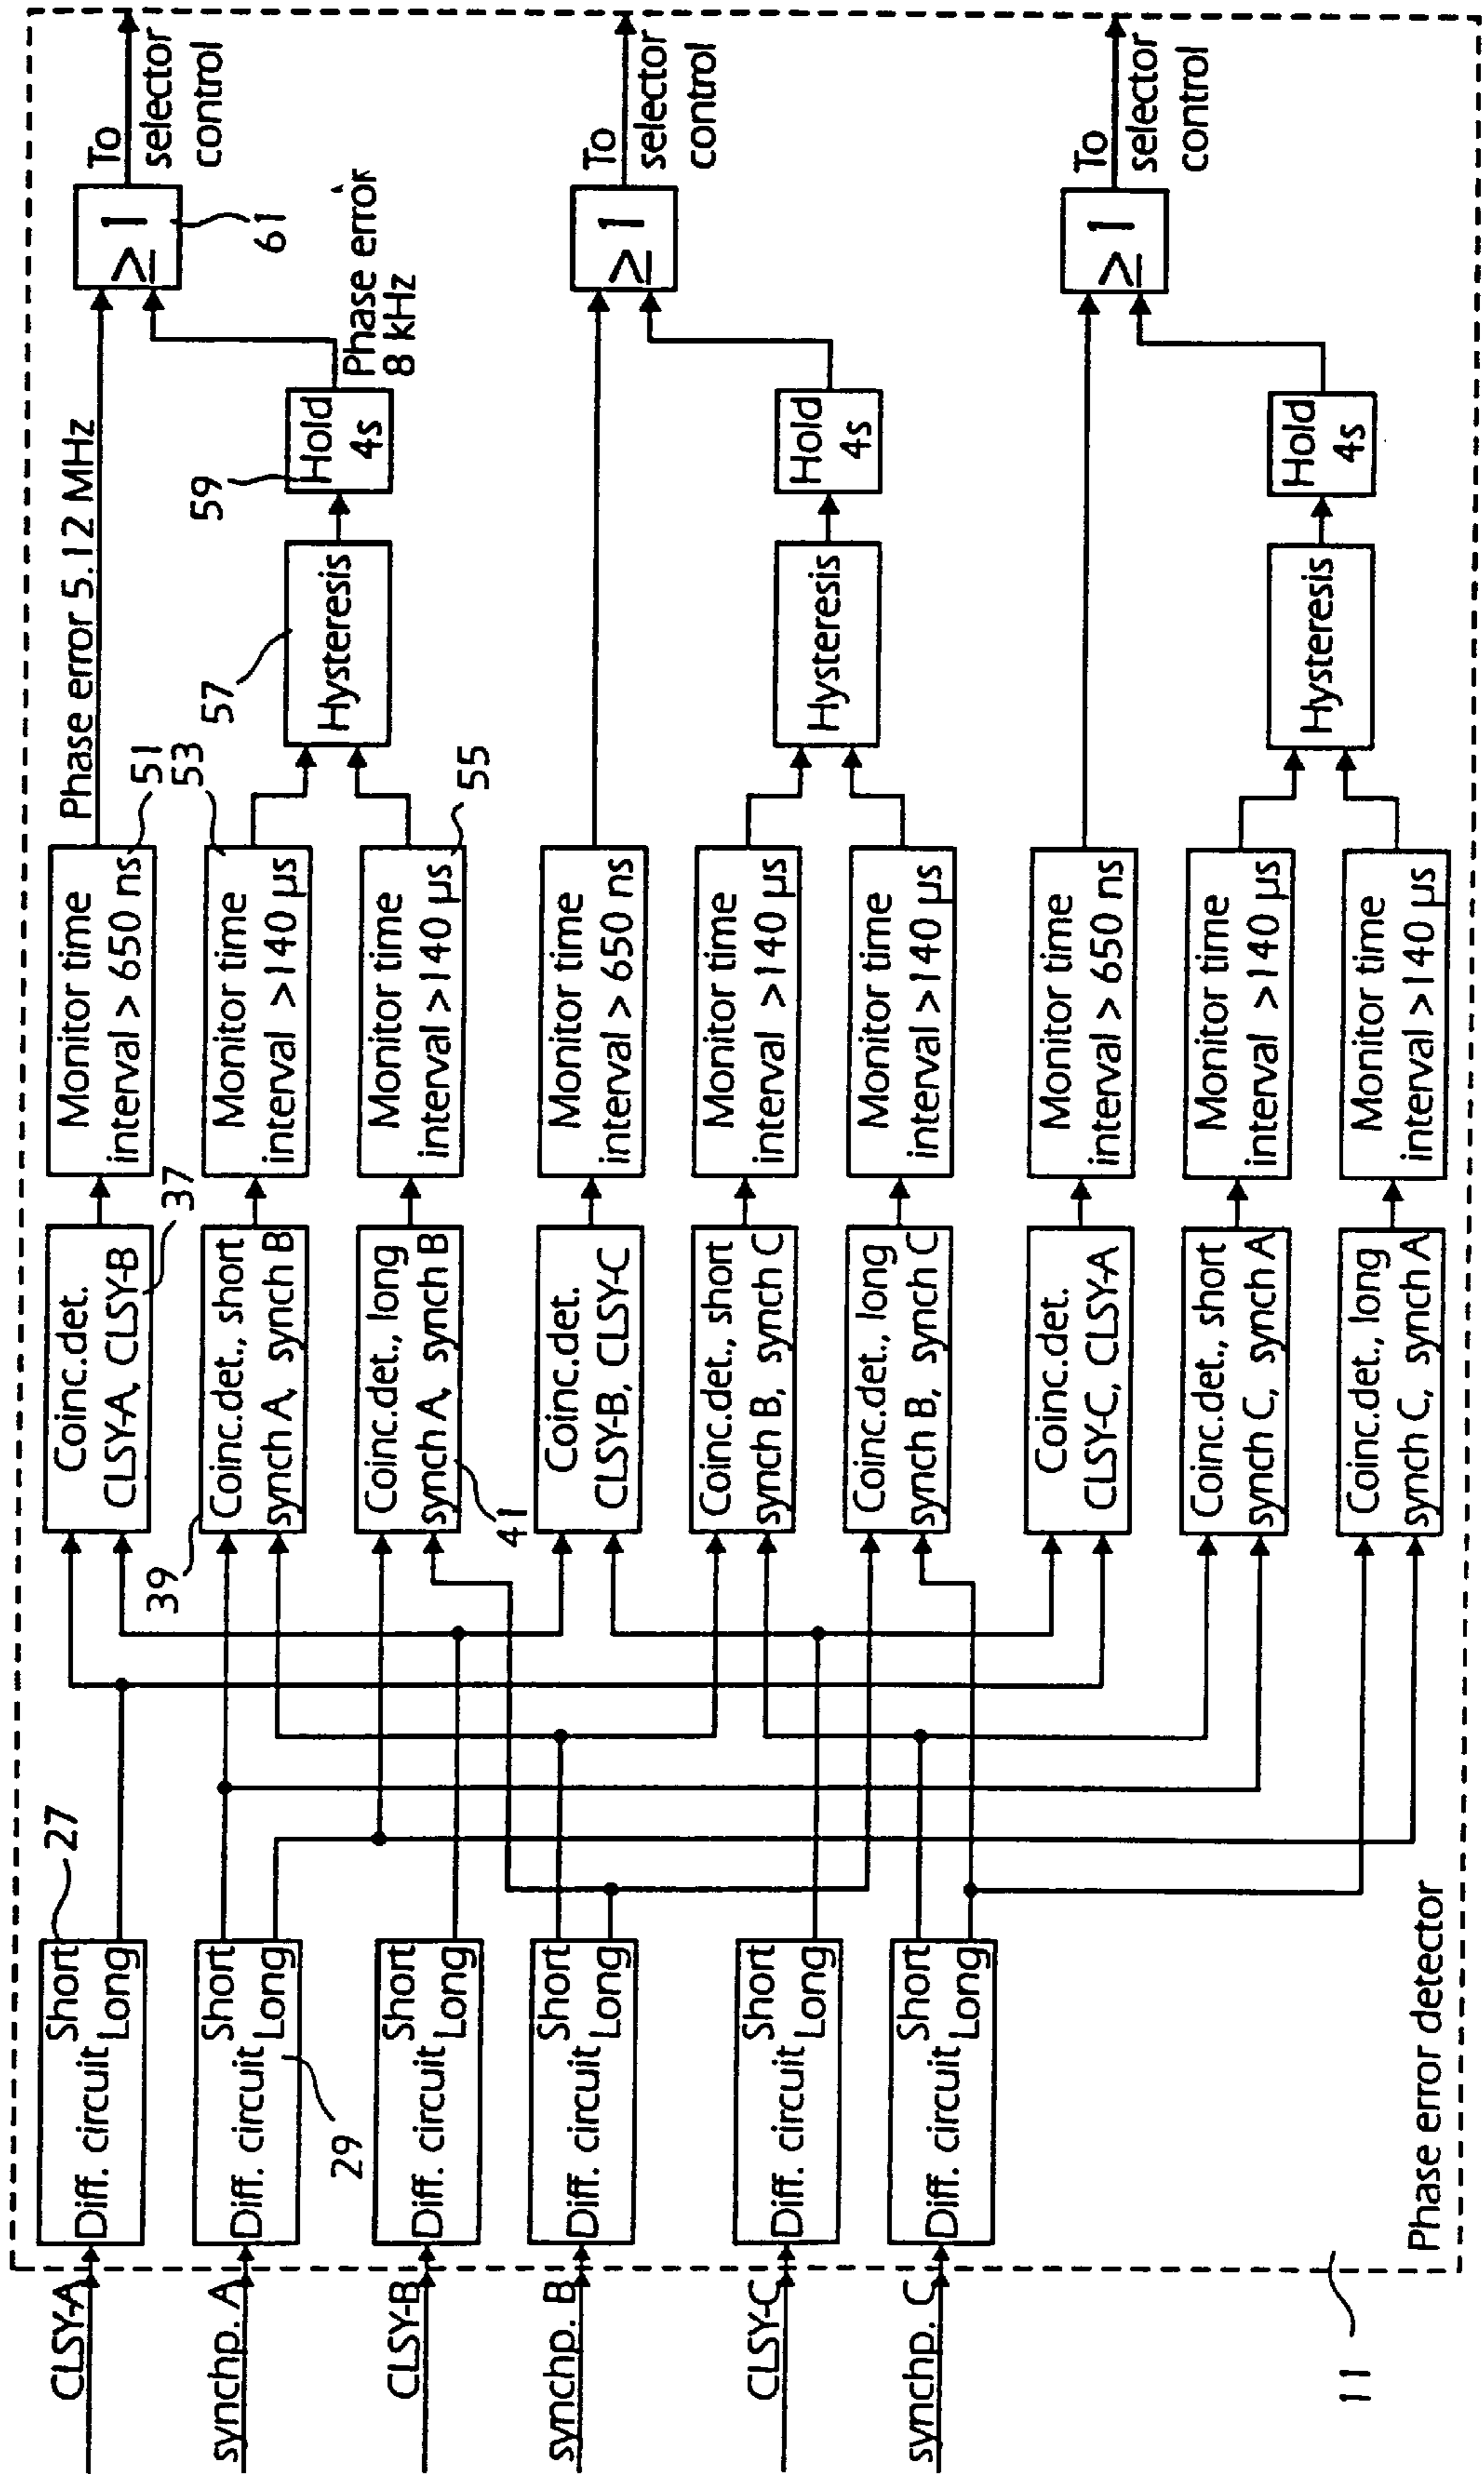 CLSY-A
synchp. A
CLSY-B
synchp. B
CLSY-C
synchp. C
11
Phase error detector
Diff. circuit
Short
Long
27
Diff. circuit
Short
Long
29
Diff. circuit
Short
Long
Diff. circuit
Short
Long
Diff. circuit
Short
Long
Diff. circuit
Short
Long
Coinc.det.
CLSY-A, CLSY-B
37
39
Coinc.det., short
synch A, synch B
Coinc.det., long
synch A, synch B
41
Coinc.det.
CLSY-B, CLSY-C
Coinc.det., short
synch B, synch C
Coinc.det., long
synch B, synch C
Coinc.det.
CLSY-C, CLSY-A
Coinc.det., short
synch C, synch A
Coinc.det., long
synch C, synch A
Monitor time
interval > 650 ns
51
53
Monitor time
interval >140 µs
Monitor time
interval >140 µs
55
Monitor time
interval > 650 ns
Monitor time
interval >140 µs
Monitor time
interval >140 µs
Monitor time
interval > 650 ns
Monitor time
interval >140 µs
Monitor time
interval >140 µs
Phase error 5.12 MHz
57
Hysteresis
59
Hold
4s
Phase error
8 kHz
≥1
61
To
selector
control
Hysteresis
Hold
4s
≥1
To
selector
control
Hysteresis
Hold
4s
≥1
To
selector
control